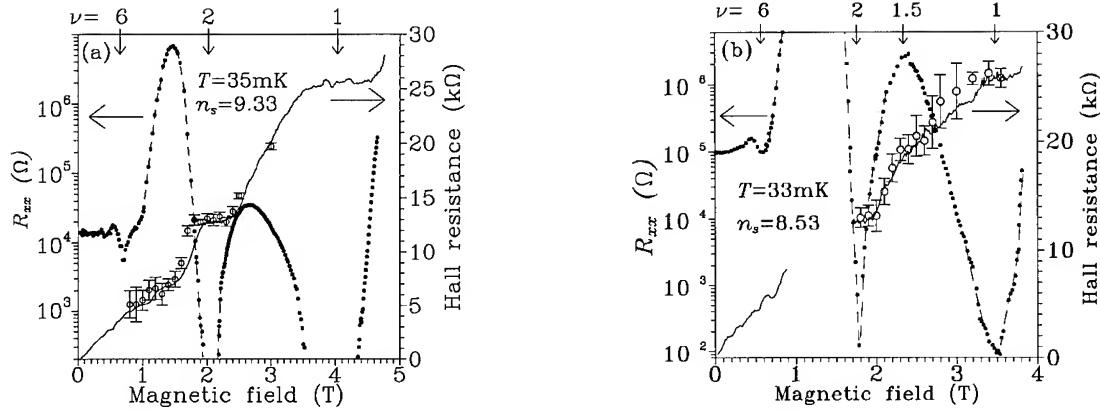 ν= 6 2 1
(a)
T=35mK
n_s=9.33
10^6
10^5
10^4
10^3
R_xx (Ω)
30
25
20
15
10
5
0
Hall resistance (kΩ)
0 1 2 3 4 5
Magnetic field (T)
ν= 6 2 1.5 1
(b)
T=33mK
n_s=8.53
10^6
10^5
10^4
10^3
10^2
R_xx (Ω)
30
20
10
0
Hall resistance (kΩ)
0 1 2 3 4
Magnetic field (T)